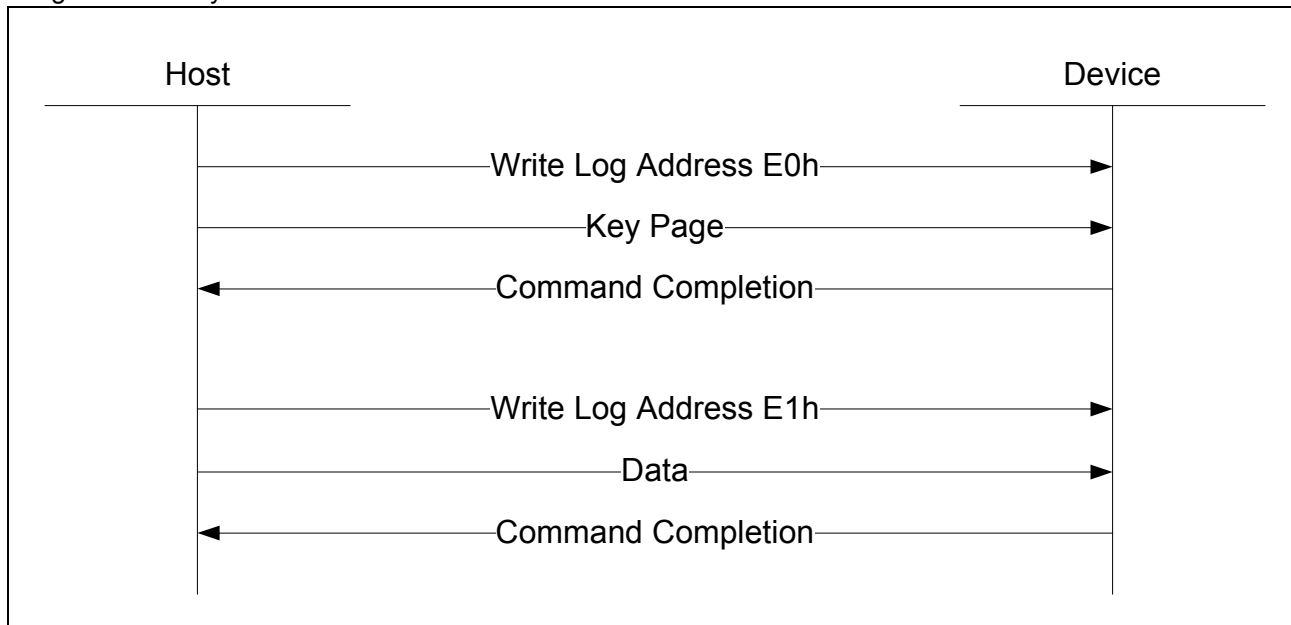 Host Device
Write Log Address E0h
Key Page
Command Completion
Write Log Address E1h
Data
Command Completion